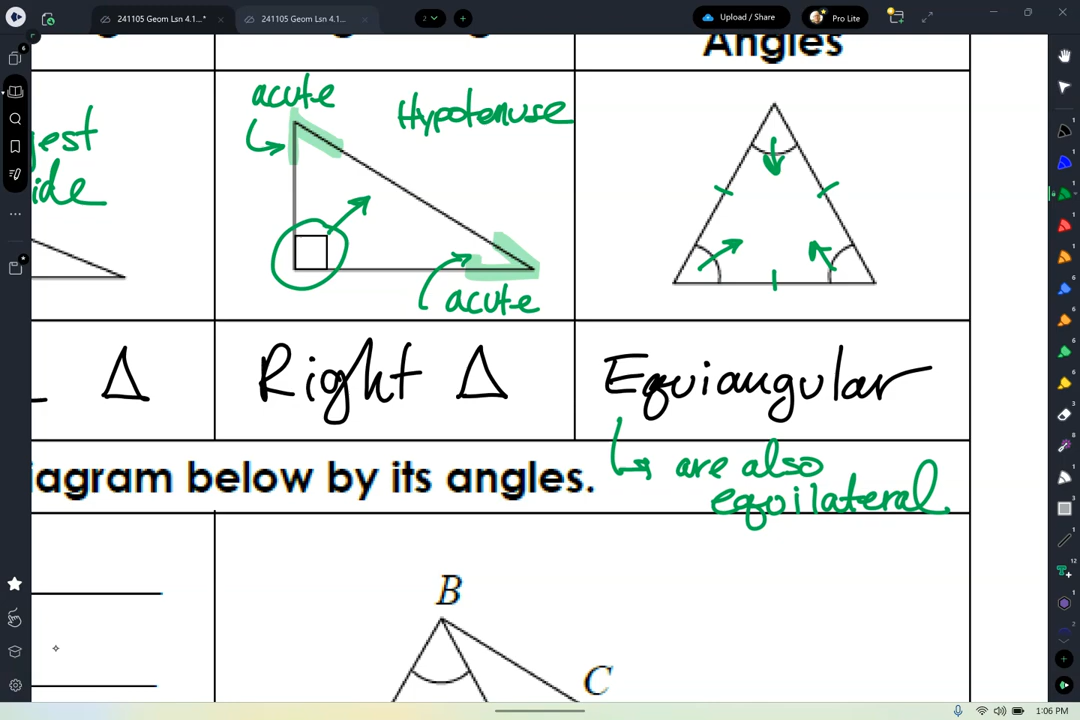 241105 Geom Lsn 4.1...*
241105 Geom Lsn 4.1...
2
Upload / Share
Pro Lite
Angles
acute
Hypotenuse
gest
ide
acute
Δ
Right Δ
Equiangular
are also
equilateral
iagram below by its angles.
B
C
1:06 PM